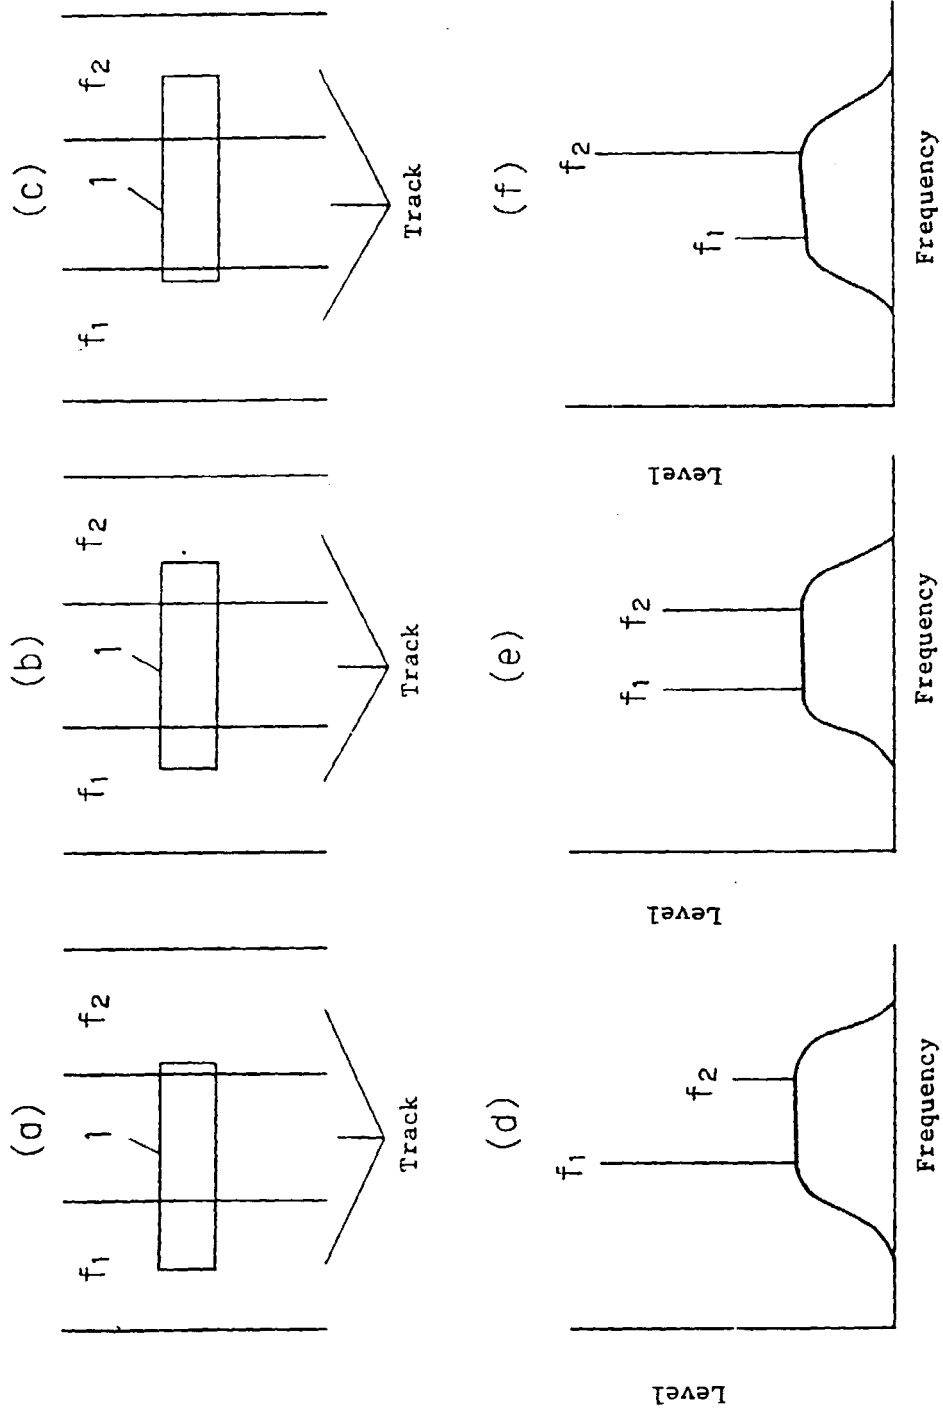 (a)
(b)
(c)
f1
1
f2
f1
1
f2
f1
1
f2
Track
Track
Track
(d)
(e)
(f)
Level
f1
f2
Level
f1
f2
Level
f1
f2
Frequency
Frequency
Frequency